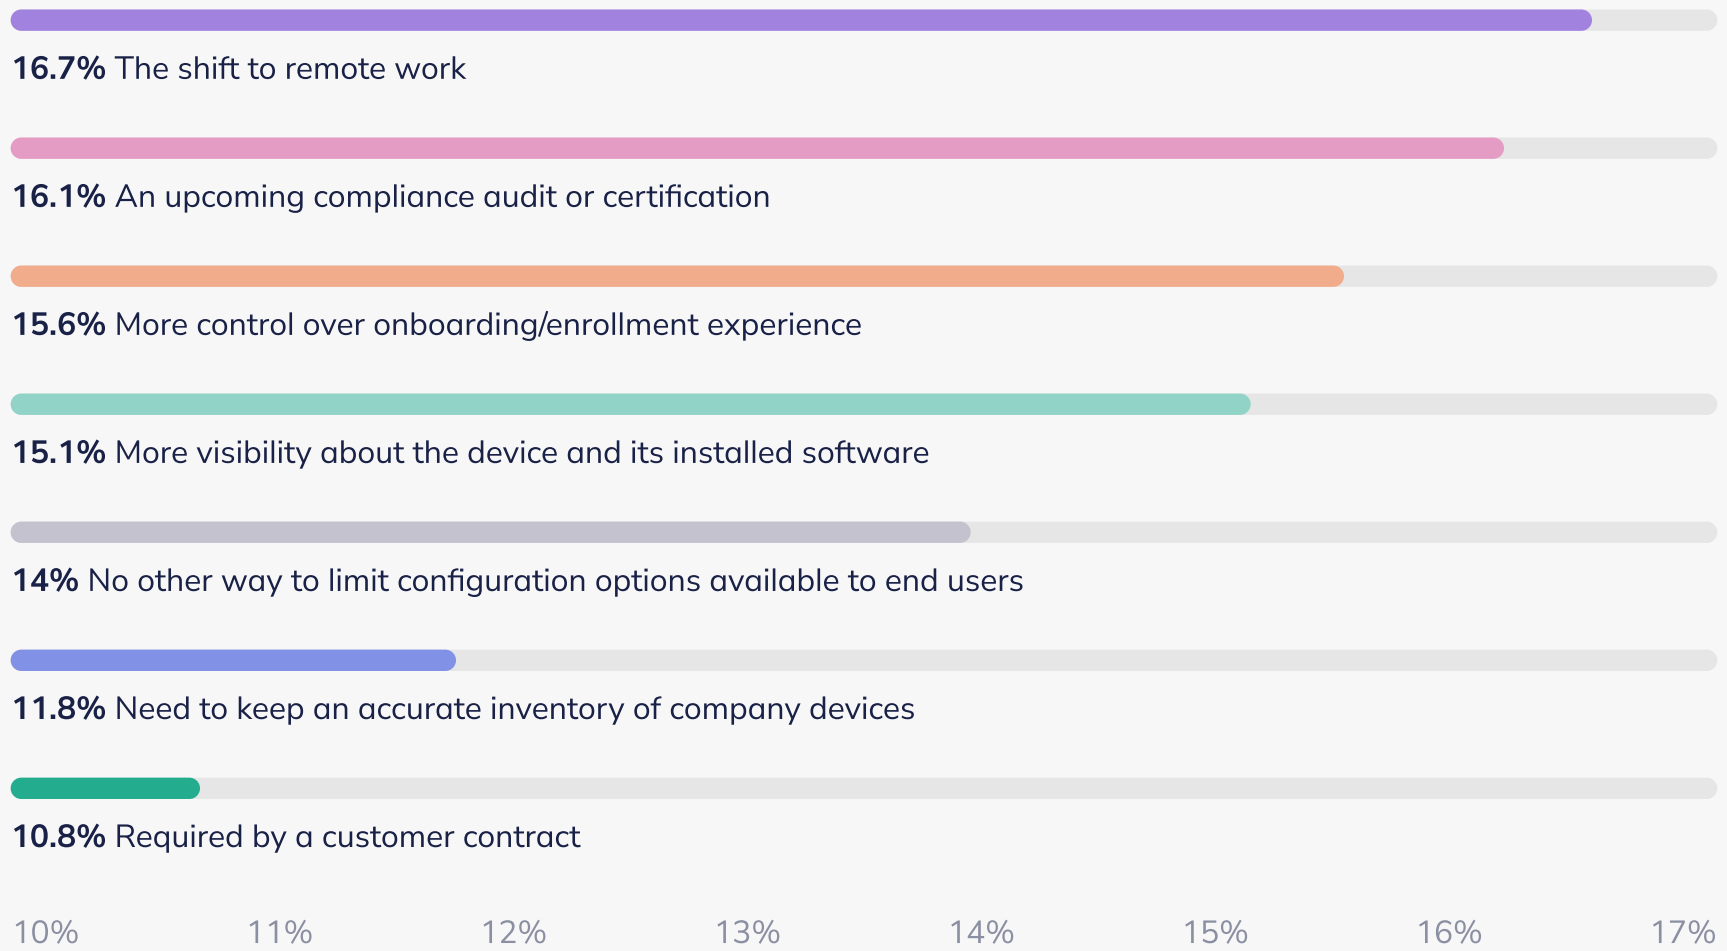 16.7% The shift to remote work
16.1% An upcoming compliance audit or certification
15.6% More control over onboarding/enrollment experience
15.1% More visibility about the device and its installed software
14% No other way to limit configuration options available to end users
11.8% Need to keep an accurate inventory of company devices
10.8% Required by a customer contract
10% 11% 12% 13% 14% 15% 16% 17%